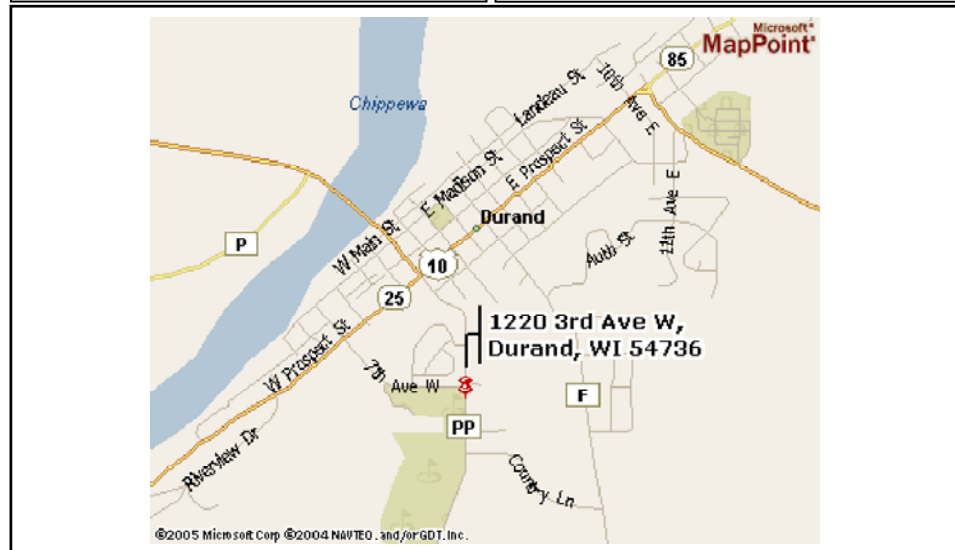 Microsoft®
MapPoint®
85
10th Ave E
Landeau St
Chippewa
E Prospect St
E Madison St
Durand
11th Ave E
Auth St
P
W Main St
10
25
1220 3rd Ave W,
Durand, WI 54736
W Prospect St
7th Ave W
F
PP
Riverview Dr
Country Ln
©2005 Microsoft Corp ©2004 NAVTEQ, and/or GDT, Inc.